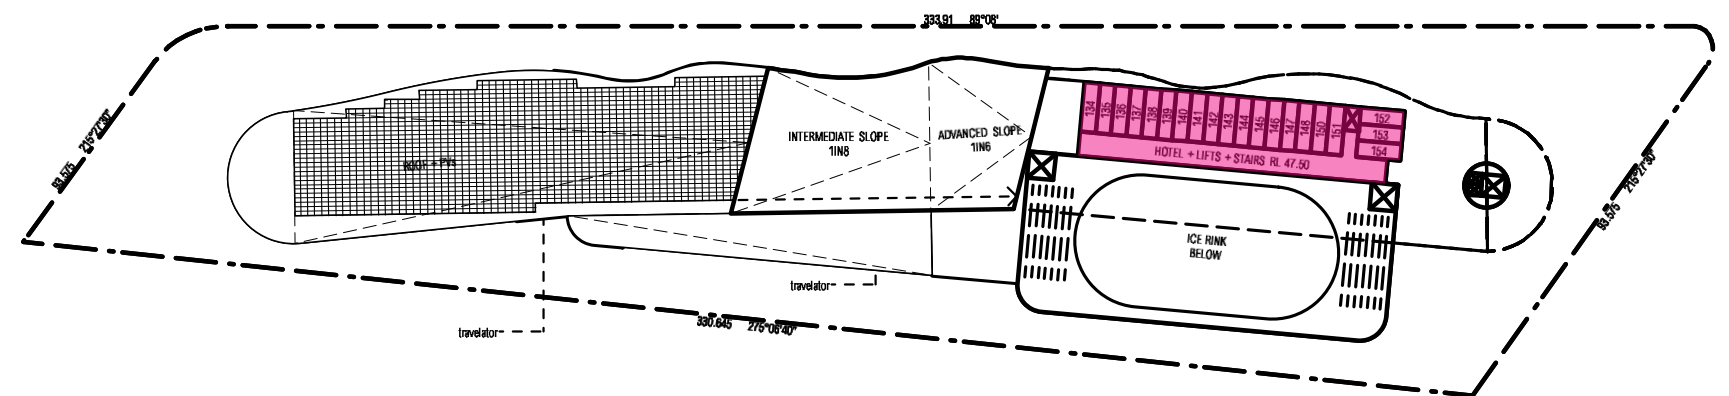 333.91 89°08'
215°27'30"
93.575
ROOF + PVs
INTERMEDIATE SLOPE
1IN8
ADVANCED SLOPE
1IN6
134
135
136
137
138
139
140
141
142
143
144
145
146
147
148
150
151
152
153
154
HOTEL + LIFTS + STAIRS RL 47.50
215°27'30"
93.575
ICE RINK
BELOW
travelator
travelator
330.645 275°06'40"